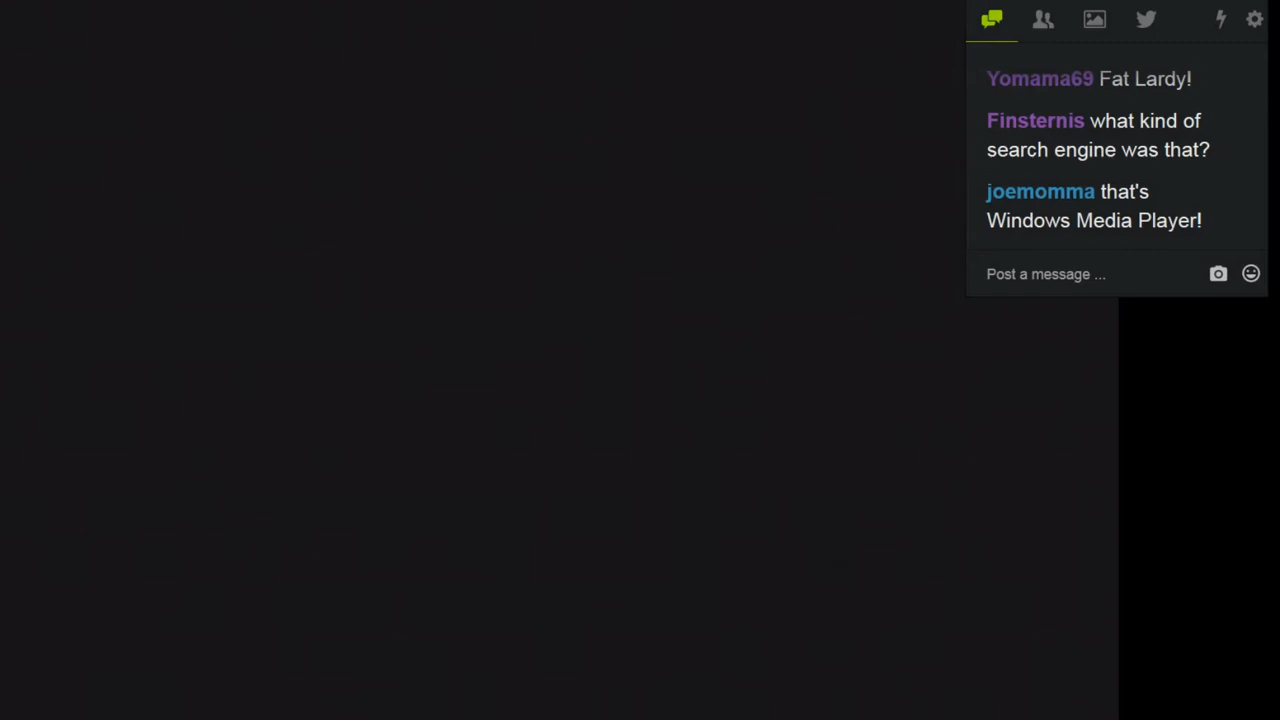 Yomama69 Fat Lardy!
Finsternis what kind of
search engine was that?
joemomma that's
Windows Media Player!
Post a message ...